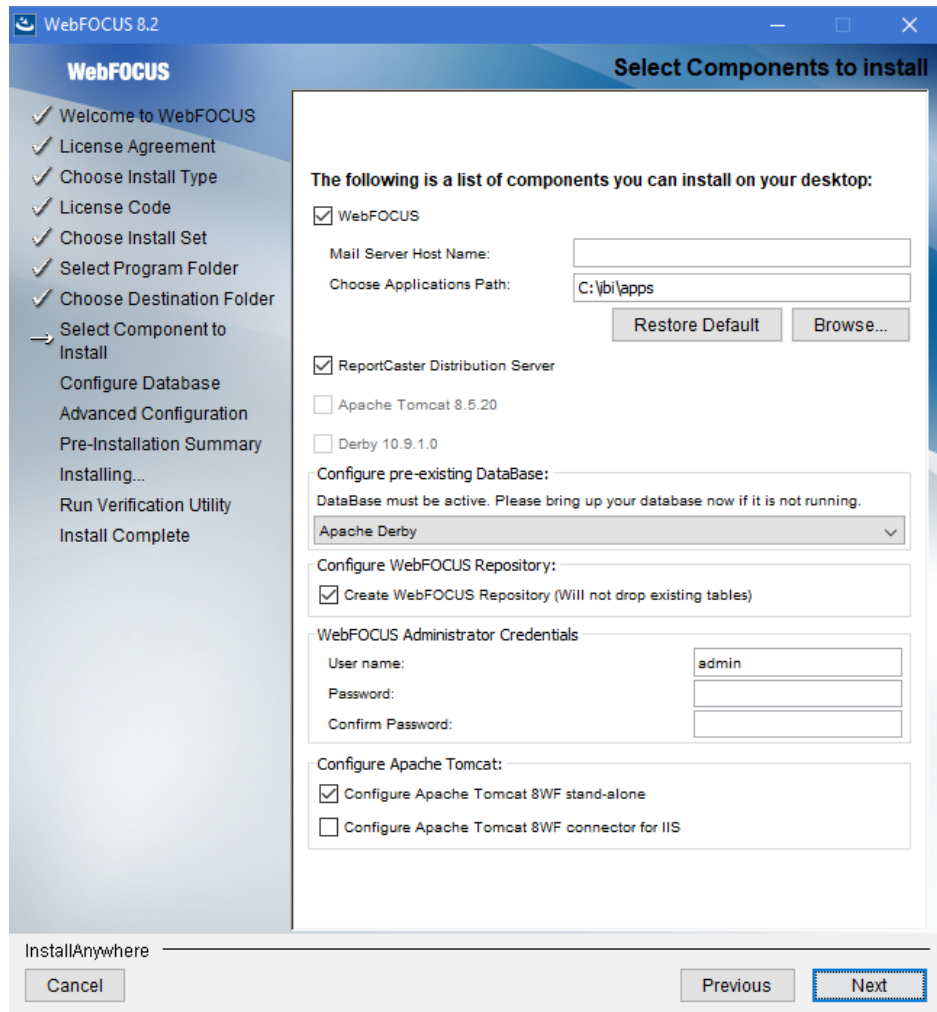 WebFOCUS 8.2
WebFOCUS
Select Components to install
Welcome to WebFOCUS
License Agreement
Choose Install Type
License Code
Choose Install Set
Select Program Folder
Choose Destination Folder
Select Component to
Install
Configure Database
Advanced Configuration
Pre-Installation Summary
Installing...
Run Verification Utility
Install Complete
The following is a list of components you can install on your desktop:
WebFOCUS
Mail Server Host Name:
Choose Applications Path: C:\ibi\apps
Restore Default Browse...
ReportCaster Distribution Server
Apache Tomcat 8.5.20
Derby 10.9.1.0
Configure pre-existing DataBase:
DataBase must be active. Please bring up your database now if it is not running.
Apache Derby
Configure WebFOCUS Repository:
Create WebFOCUS Repository (Will not drop existing tables)
WebFOCUS Administrator Credentials
User name: admin
Password:
Confirm Password:
Configure Apache Tomcat:
Configure Apache Tomcat 8WF stand-alone
Configure Apache Tomcat 8WF connector for IIS
InstallAnywhere
Cancel Previous Next